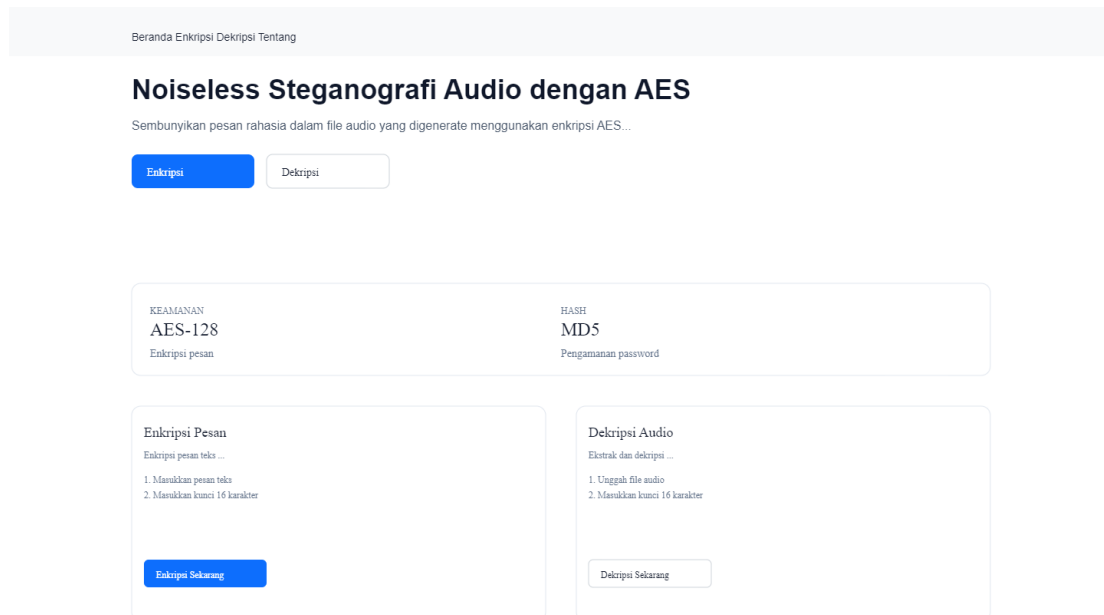 Beranda Enkripsi Dekripsi Tentang
Noiseless Steganografi Audio dengan AES
Sembunyikan pesan rahasia dalam file audio yang digenerate menggunakan enkripsi AES...
Enkripsi
Dekripsi
KEAMANAN
AES-128
Enkripsi pesan
HASH
MD5
Pengamanan password
Enkripsi Pesan
Enkripsi pesan teks ...
1. Masukkan pesan teks
2. Masukkan kunci 16 karakter
Enkripsi Sekarang
Dekripsi Audio
Ekstrak dan dekripsi ...
1. Unggah file audio
2. Masukkan kunci 16 karakter
Dekripsi Sekarang